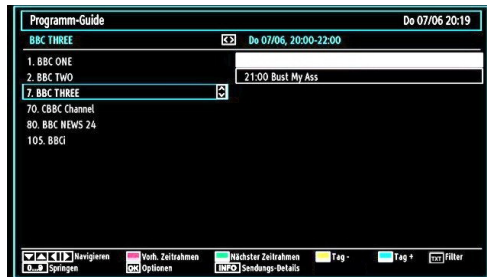 Programm-Guide Do 07/06 20:19
BBC THREE Do 07/06, 20:00-22:00
1. BBC ONE
2. BBC TWO 21:00 Bust My Ass
7. BBC THREE
70. CBBC Channel
80. BBC NEWS 24
105. BBCi
Navigieren Vorh. Zeitrahmen Nächster Zeitrahmen Tag - Tag + TXT Filter
0...9 Springen OK Optionen INFO Sendungs-Details